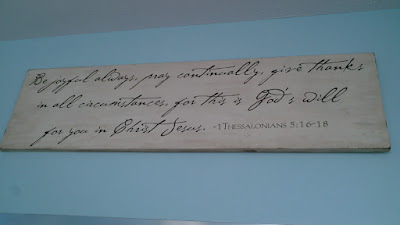 Be joyful always, pray continually, give thanks
in all circumstances, for this is God's will
for you in Christ Jesus. -1 THESSALONIANS 5:16-18